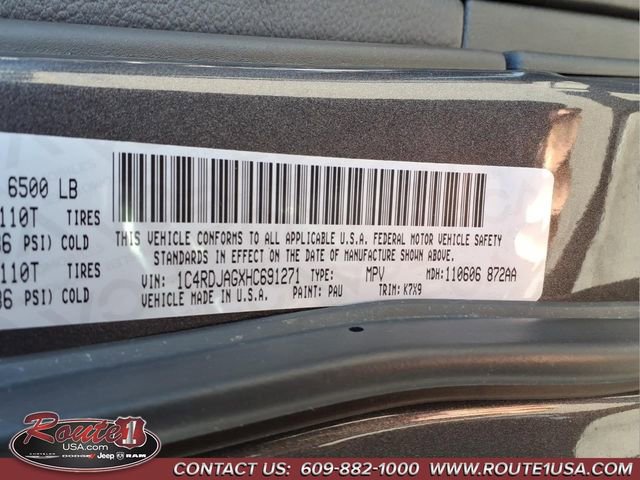 6500 LB
110T TIRES
36 PSI) COLD
110T TIRES
36 PSI) COLD
THIS VEHICLE CONFORMS TO ALL APPLICABLE U.S.A. FEDERAL MOTOR VEHICLE SAFETY
STANDARDS IN EFFECT ON THE DATE OF MANUFACTURE SHOWN ABOVE.
VIN: 1C4RDJAGXHC691271 TYPE: MPV MDH: 110606 872AA
VEHICLE MADE IN U.S.A. PAINT: PAU TRIM: K7X9
Route 1
USA.com
CHRYSLER DODGE Jeep RAM
CONTACT US: 609-882-1000 WWW.ROUTE1USA.COM